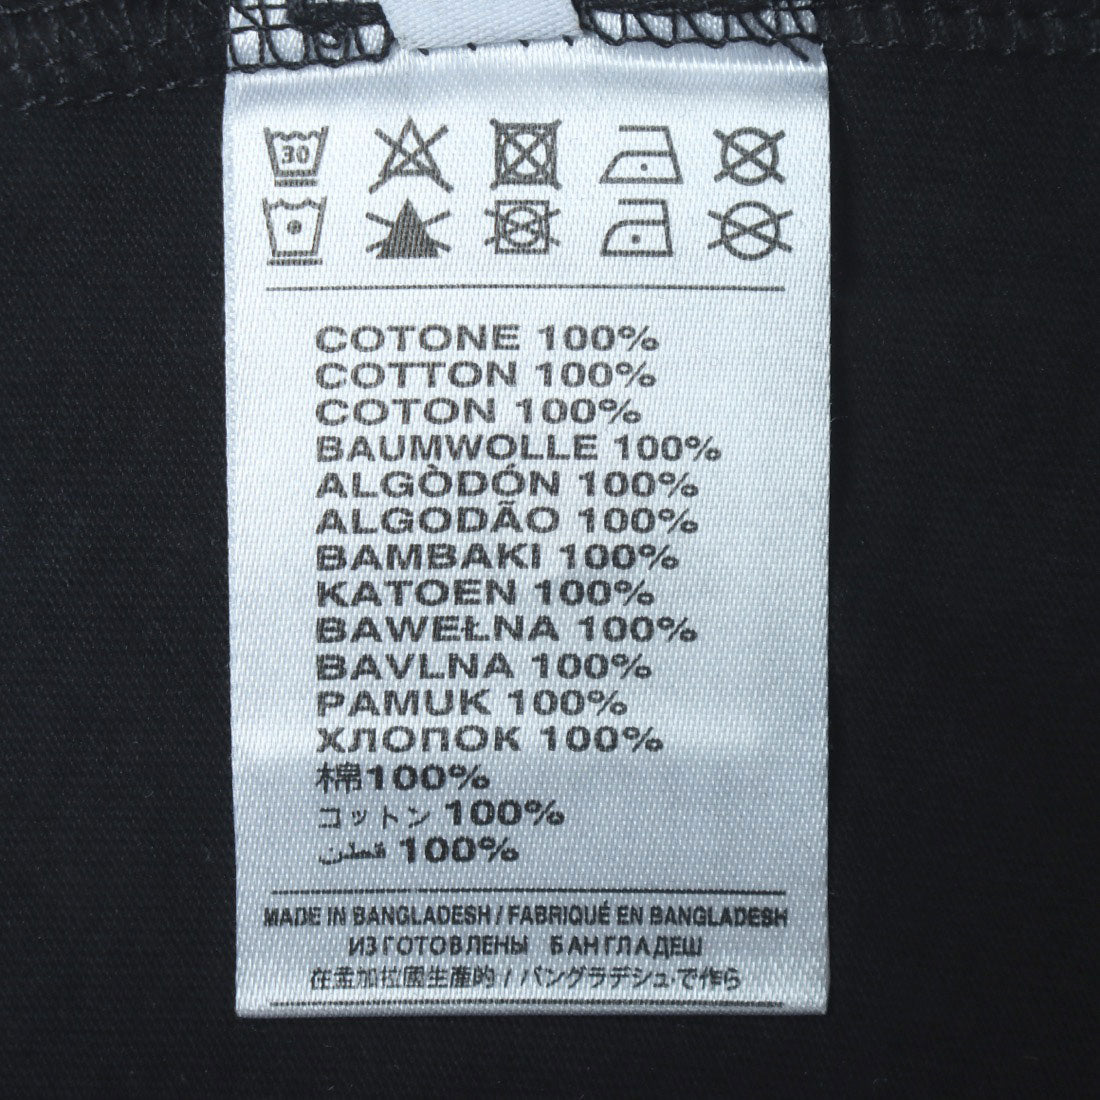 30
COTONE 100%
COTTON 100%
COTON 100%
BAUMWOLLE 100%
ALGÒDÓN 100%
ALGODÃO 100%
BAMBAKI 100%
KATOEN 100%
BAWEŁNA 100%
BAVLNA 100%
PAMUK 100%
ХЛОПОК 100%
棉100%
コットン 100%
قطن 100%
MADE IN BANGLADESH / FABRIQUÉ EN BANGLADESH
ИЗГОТОВЛЕНЫ БАНГЛАДЕШ
在孟加拉國生產的 / バングラデシュで作ら